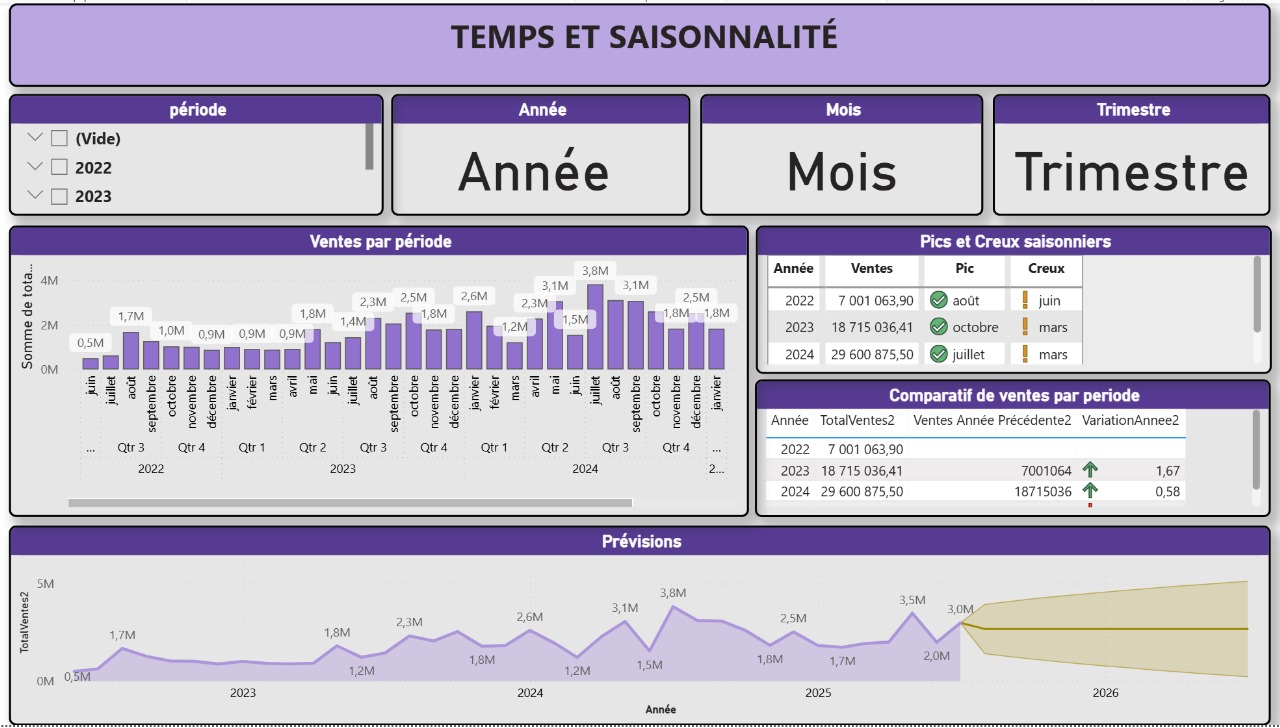 TEMPS ET SAISONNALITÉ
période
(Vide)
2022
2023
Année
Année
Mois
Mois
Trimestre
Trimestre
Ventes par période
Somme de tota...
4M
2M
0M
0,5M
1,7M
1,0M
0,9M
0,9M
0,9M
1,8M
1,4M
2,3M
2,5M
1,8M
2,6M
1,2M
2,3M
3,1M
1,5M
3,8M
3,1M
1,8M
2,5M
1,8M
juin
juillet
août
septembre
octobre
novembre
décembre
janvier
février
mars
avril
mai
juin
juillet
août
septembre
octobre
novembre
décembre
janvier
février
mars
avril
mai
juin
juillet
août
septembre
octobre
novembre
décembre
janvier
... Qtr 3 Qtr 4 Qtr 1 Qtr 2 Qtr 3 Qtr 4 Qtr 1 Qtr 2 Qtr 3 Qtr 4 ...
2022 2023 2024 2...
Pics et Creux saisonniers
Année Ventes Pic Creux
2022 7 001 063,90 août juin
2023 18 715 036,41 octobre mars
2024 29 600 875,50 juillet mars
Comparatif de ventes par periode
Année TotalVentes2 Ventes Année Précédente2 VariationAnnee2
2022 7 001 063,90
2023 18 715 036,41 7001064 1,67
2024 29 600 875,50 18715036 0,58
Prévisions
TotalVentes2
5M
0M
0,5M
1,7M
1,8M
1,2M
2,3M
1,8M
2,6M
1,2M
3,1M
1,5M
3,8M
1,8M
2,5M
1,7M
3,5M
2,0M
3,0M
2023 2024 2025 2026
Année